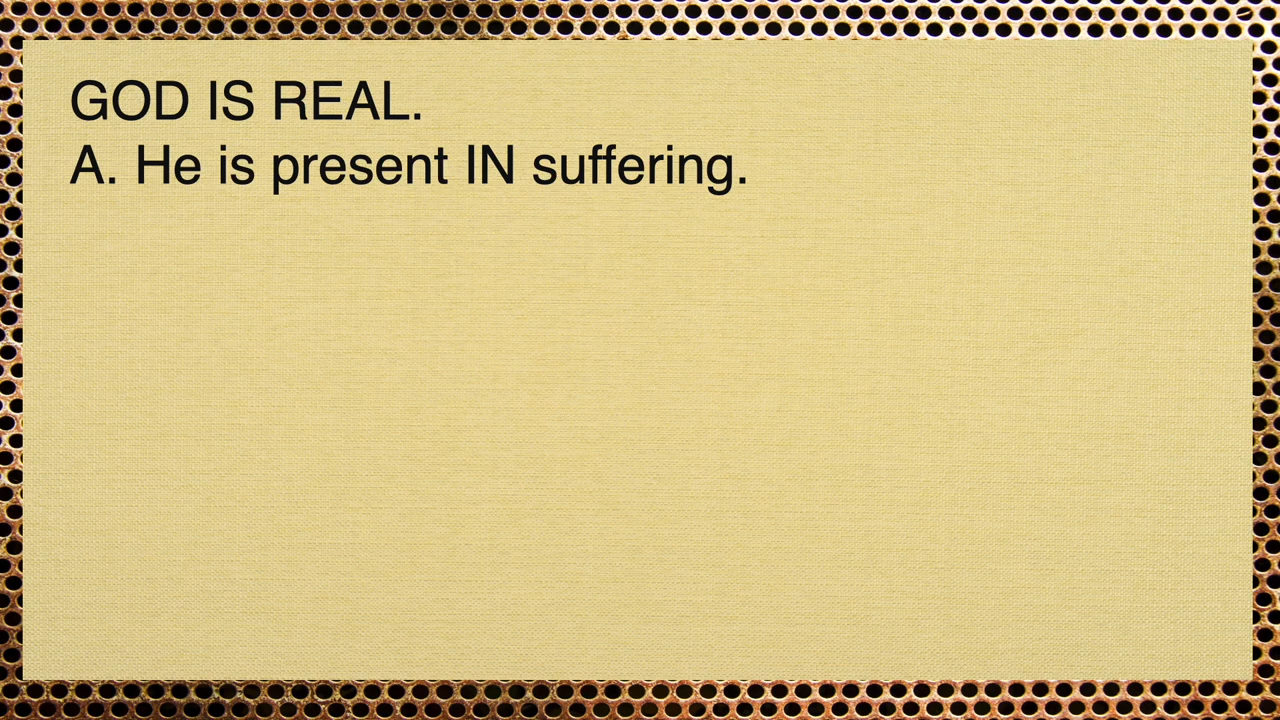 GOD IS REAL.
A. He is present IN suffering.